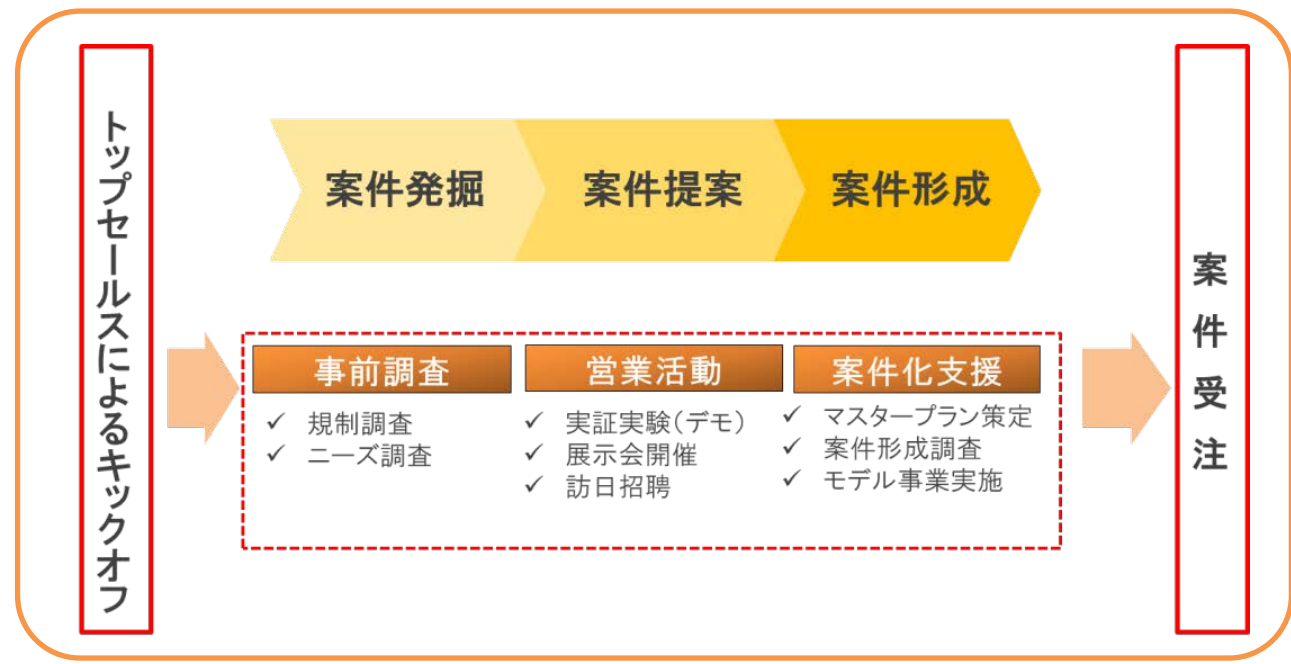 トップセールスによるキックオフ
案件発掘
案件提案
案件形成
事前調査
✓ 規制調査
✓ ニーズ調査
営業活動
✓ 実証実験(デモ)
✓ 展示会開催
✓ 訪日招聘
案件化支援
✓ マスタープラン策定
✓ 案件形成調査
✓ モデル事業実施
案件受注